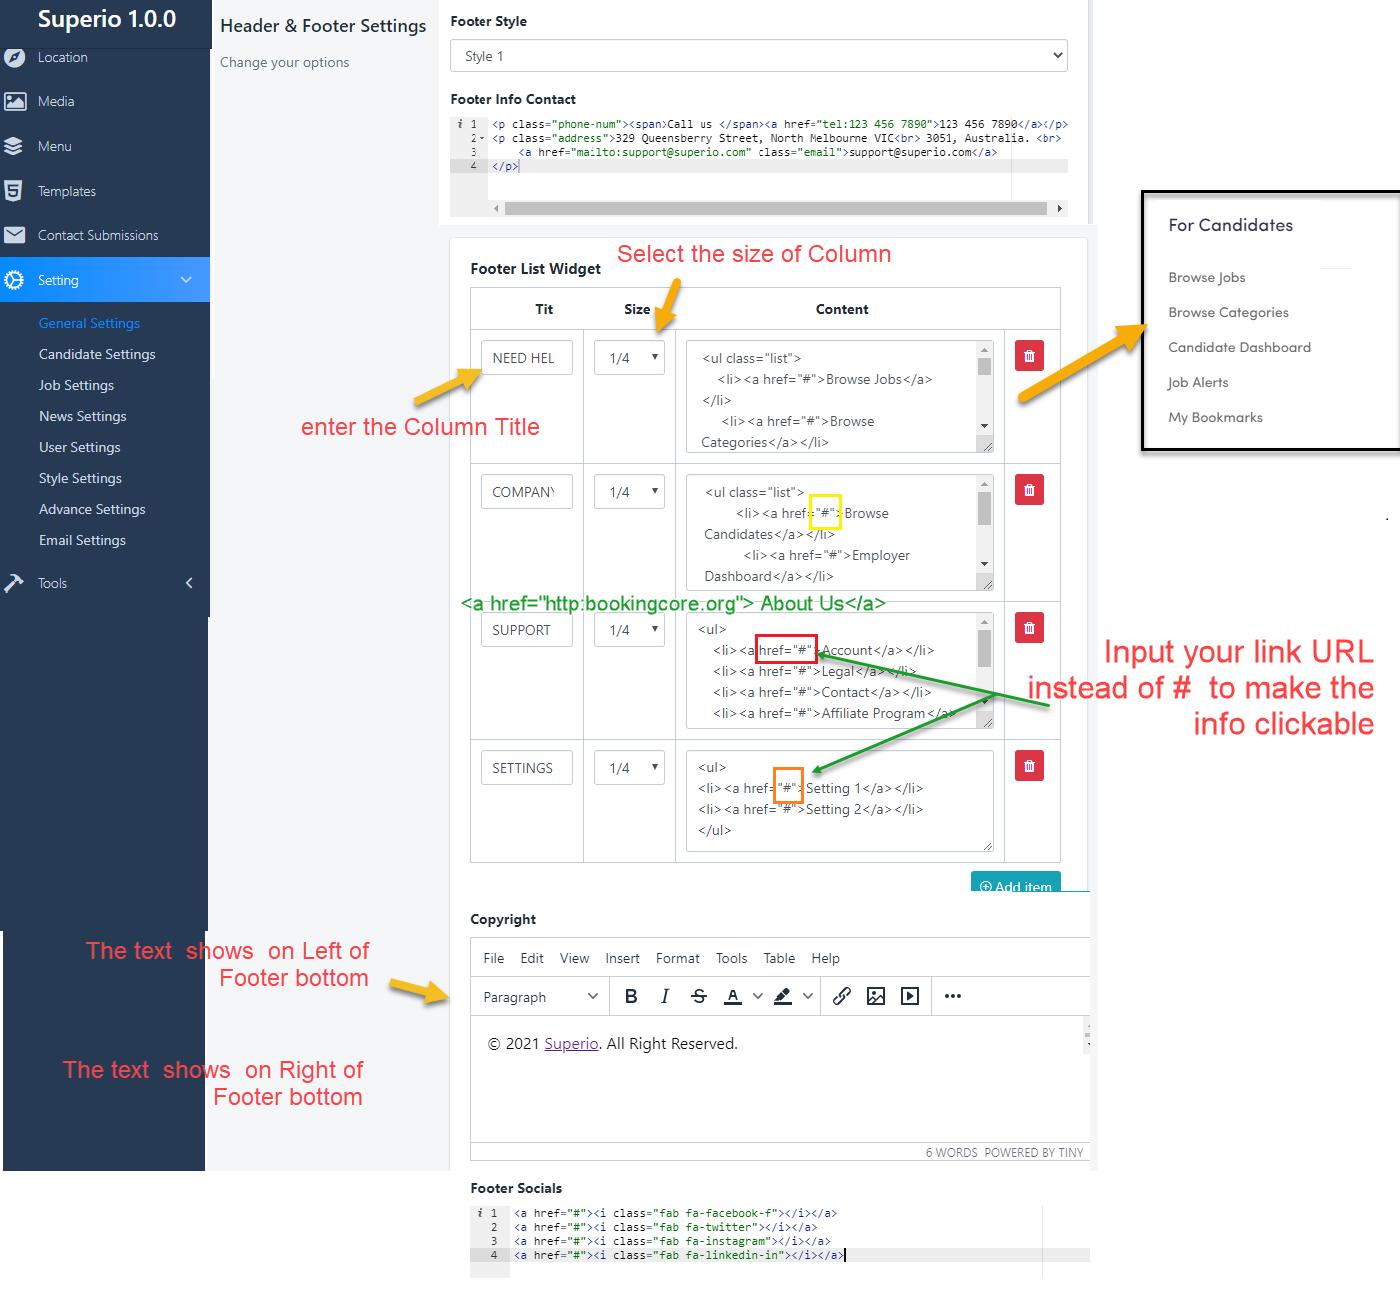 Superio 1.0.0
Location
Media
Menu
Templates
Contact Submissions
Setting
General Settings
Candidate Settings
Job Settings
News Settings
User Settings
Style Settings
Advance Settings
Email Settings
Tools
Header & Footer Settings
Change your options
Footer Style
Style 1
Footer Info Contact
i 1 <p class="phone-num"><span>Call us </span><a href="tel:123 456 7890">123 456 7890</a></p>
2 <p class="address">329 Queensberry Street, North Melbourne VIC<br> 3051, Australia. <br>
3 <a href="mailto:support@superio.com" class="email">support@superio.com</a>
4 </p>
Select the size of Column
Footer List Widget
Tit Size Content
NEED HEL 1/4
<ul class="list">
<li><a href="#">Browse Jobs</a>
</li>
<li><a href="#">Browse
Categories</a></li>
enter the Column Title
COMPANY 1/4
<ul class="list">
<li><a href="#">Browse
Candidates</a></li>
<li><a href="#">Employer
Dashboard</a></li>
<a href="http:bookingcore.org"> About Us</a>
SUPPORT 1/4
<ul>
<li><a href="#">Account</a></li>
<li><a href="#">Legal</a></li>
<li><a href="#">Contact</a></li>
<li><a href="#">Affiliate Program</a>
SETTINGS 1/4
<ul>
<li><a href="#">Setting 1</a></li>
<li><a href="#">Setting 2</a></li>
</ul>
Add item
For Candidates
Browse Jobs
Browse Categories
Candidate Dashboard
Job Alerts
My Bookmarks
Input your link URL
instead of # to make the
info clickable
Copyright
The text shows on Left of
Footer bottom
File Edit View Insert Format Tools Table Help
Paragraph B I S A
© 2021 Superio. All Right Reserved.
The text shows on Right of
Footer bottom
6 WORDS POWERED BY TINY
Footer Socials
i 1 <a href="#"><i class="fab fa-facebook-f"></i></a>
2 <a href="#"><i class="fab fa-twitter"></i></a>
3 <a href="#"><i class="fab fa-instagram"></i></a>
4 <a href="#"><i class="fab fa-linkedin-in"></i></a>